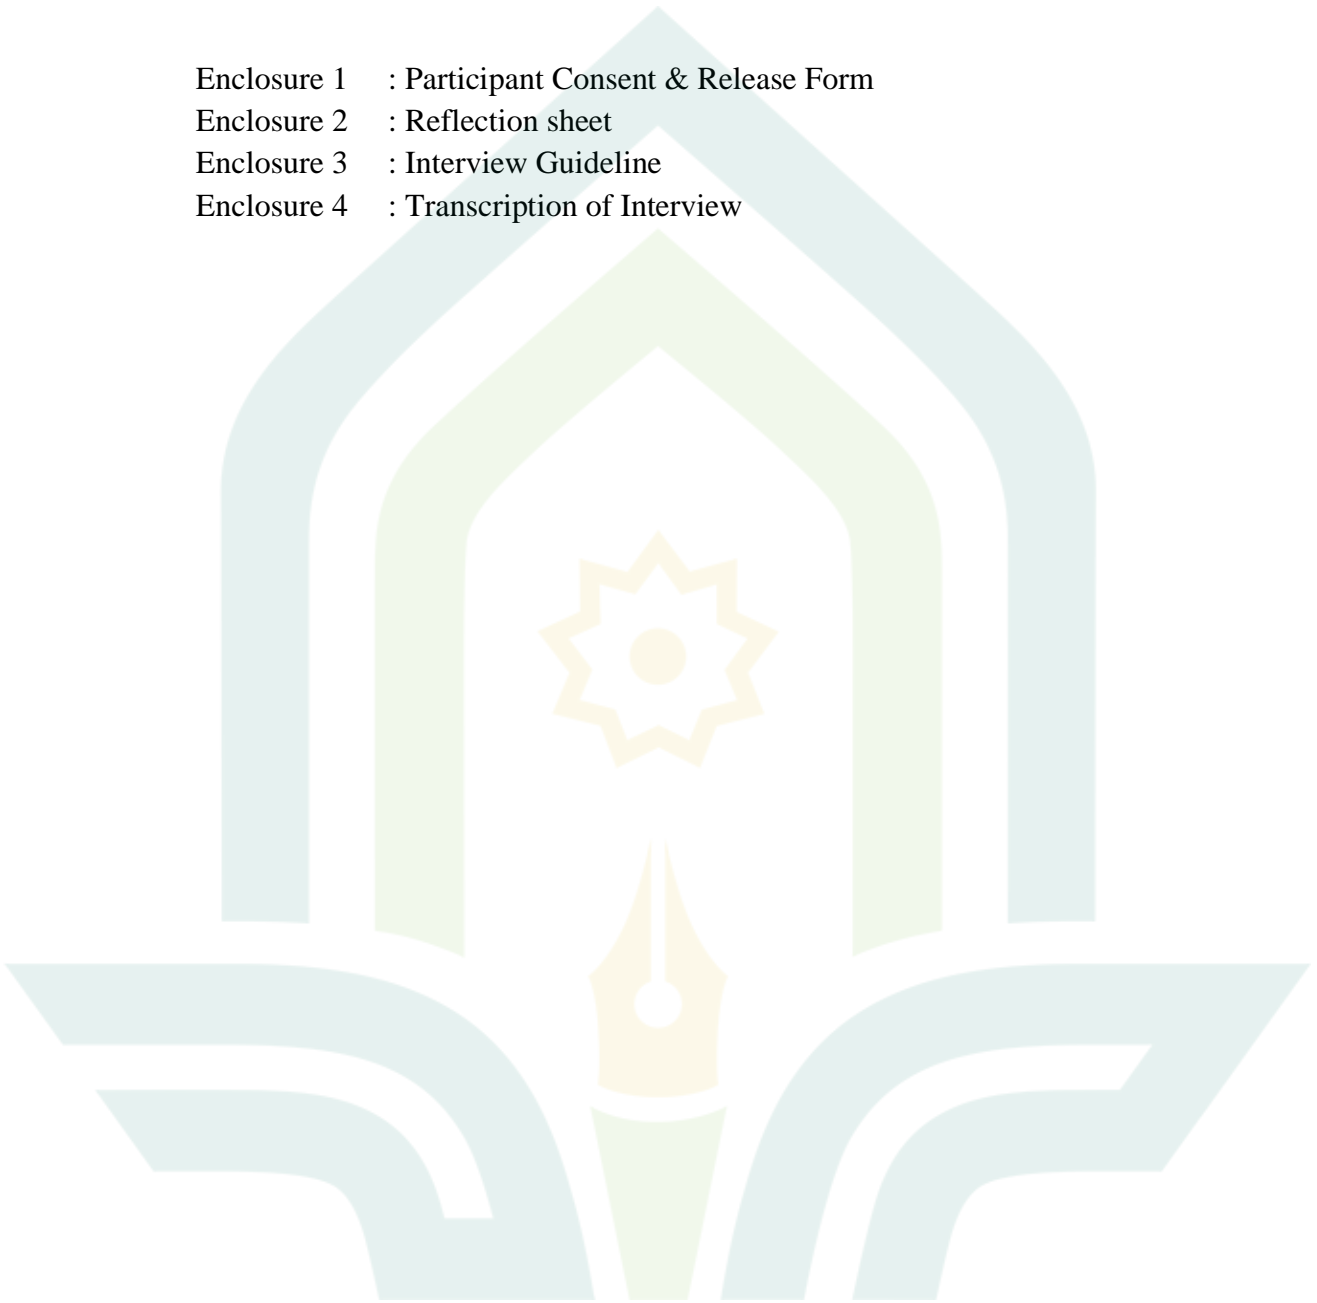 Enclosure 1 : Participant Consent & Release Form
Enclosure 2 : Reflection sheet
Enclosure 3 : Interview Guideline
Enclosure 4 : Transcription of Interview